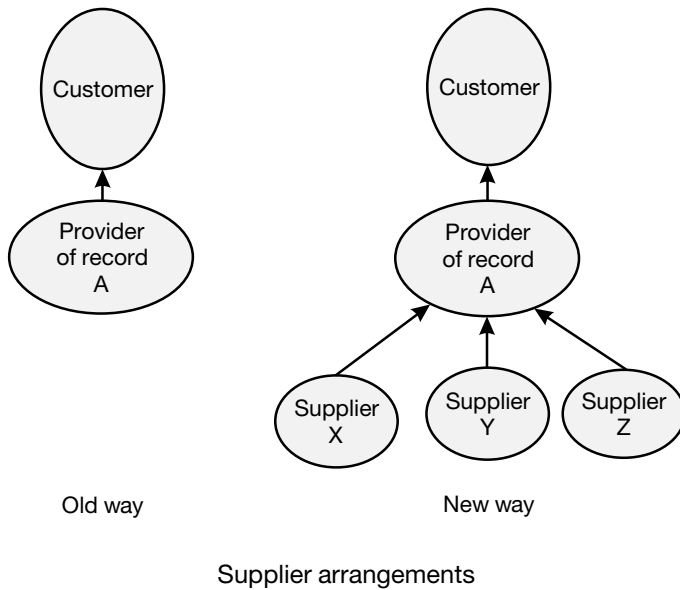 Customer
Provider
of record
A
Old way
Customer
Provider
of record
A
Supplier
X
Supplier
Y
Supplier
Z
New way
Supplier arrangements